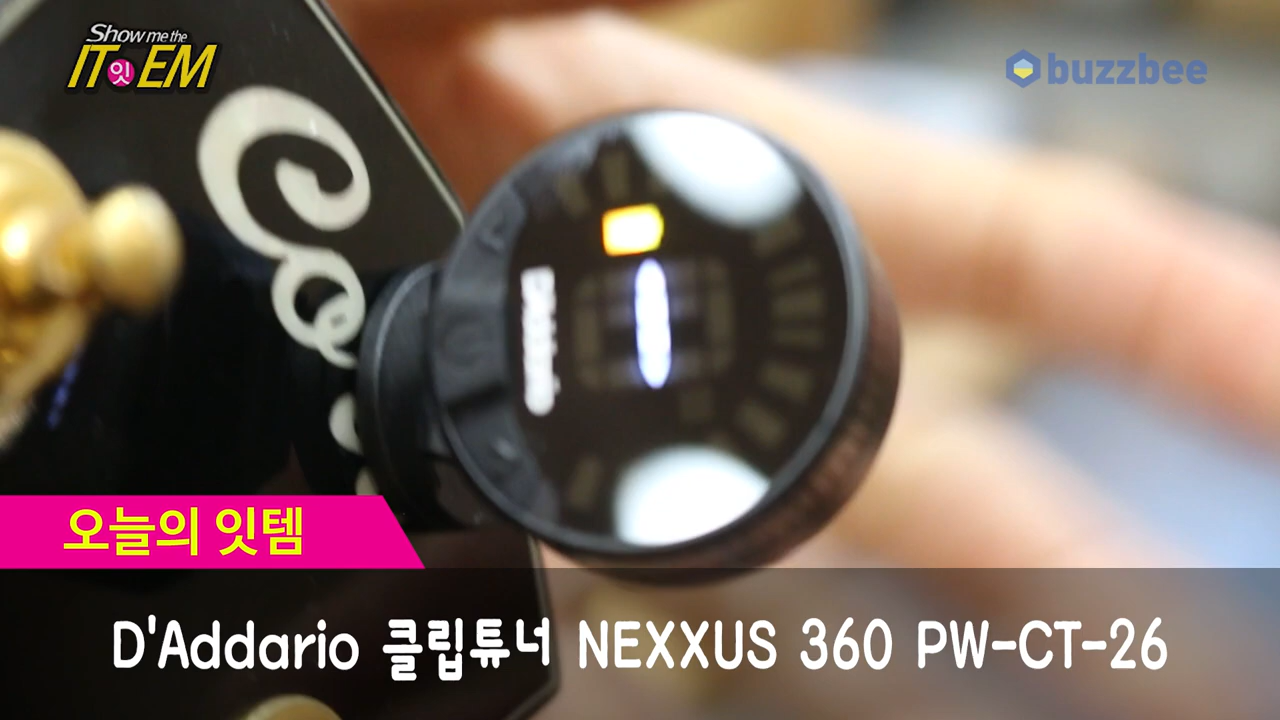 Show me the
IT잇EM
buzzbee
D'Addario
오늘의 잇템
D'Addario 클립튜너 NEXXUS 360 PW-CT-26